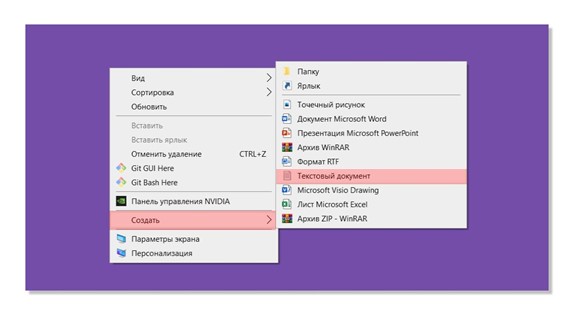 Вид
Сортировка
Обновить
Вставить
Вставить ярлык
Отменить удаление CTRL+Z
Git GUI Here
Git Bash Here
Панель управления NVIDIA
Создать
Параметры экрана
Персонализация
Папку
Ярлык
Точечный рисунок
Документ Microsoft Word
Презентация Microsoft PowerPoint
Архив WinRAR
Формат RTF
Текстовый документ
Microsoft Visio Drawing
Лист Microsoft Excel
Архив ZIP - WinRAR